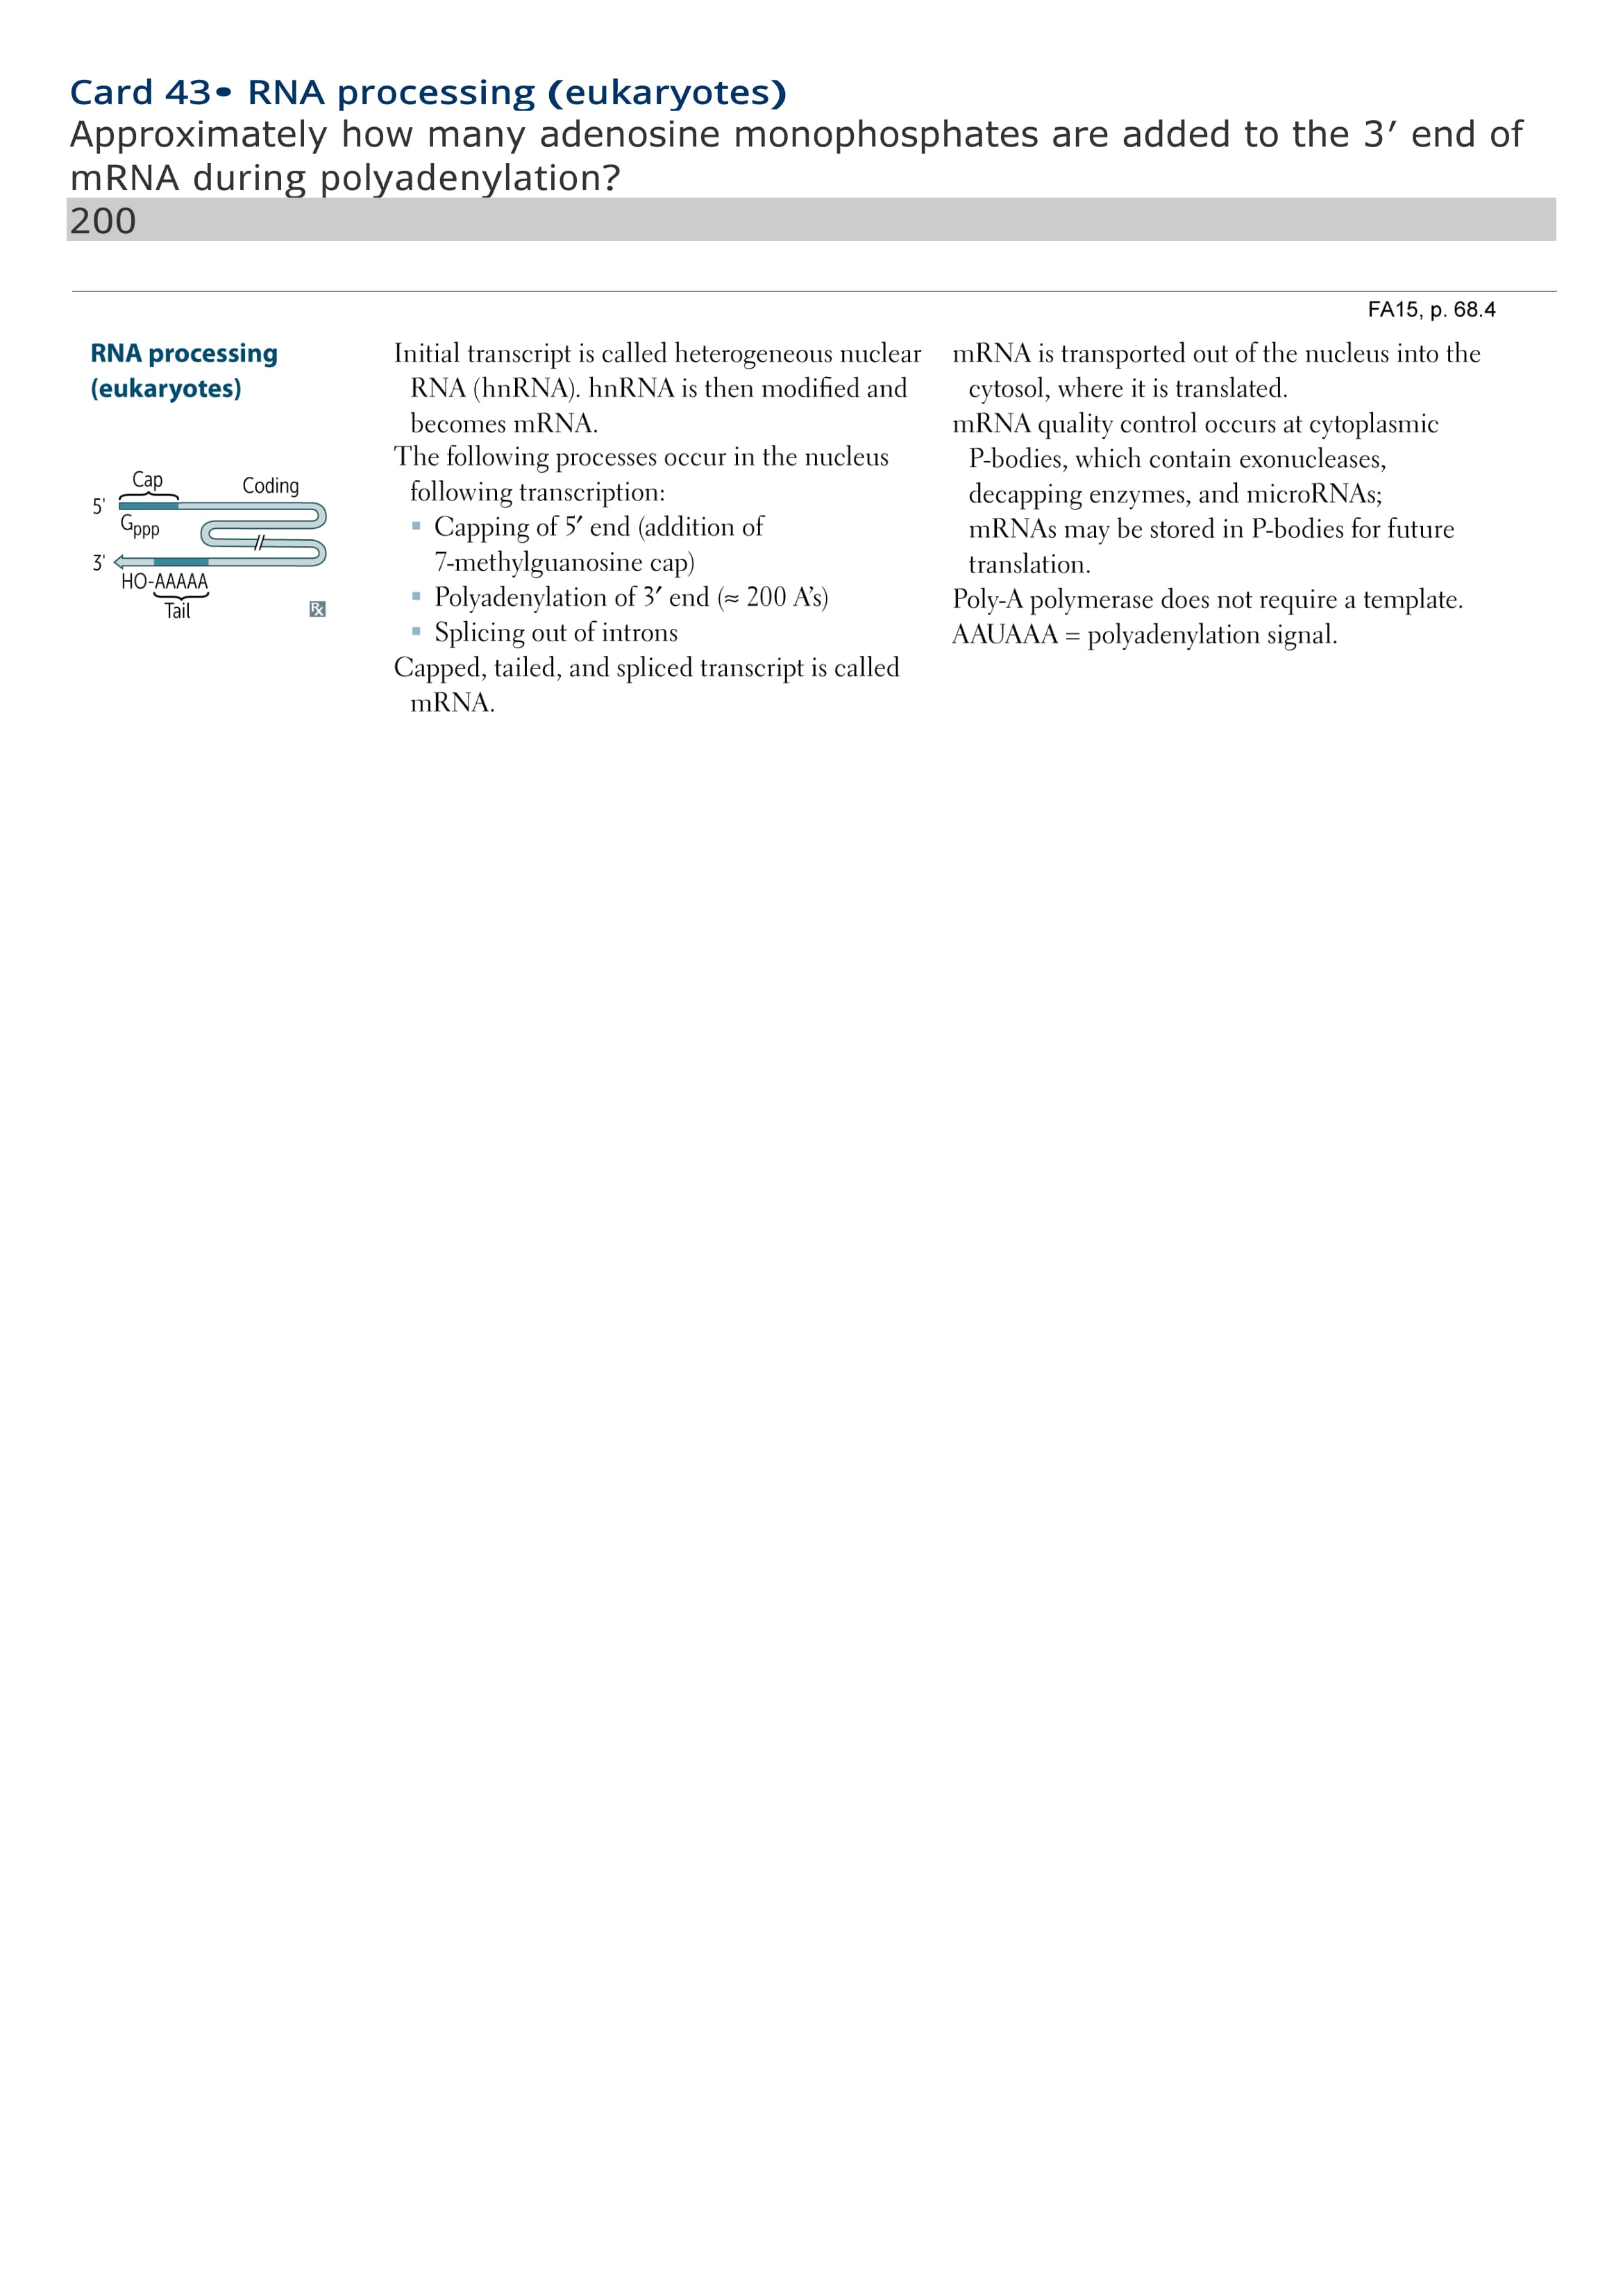 Card 43• RNA processing (eukaryotes)
Approximately how many adenosine monophosphates are added to the 3′ end of
mRNA during polyadenylation?
200
FA15, p. 68.4
RNA processing
(eukaryotes)
Cap
Coding
5'
Gppp
3'
HO-AAAAA
Tail
Rx
Initial transcript is called heterogeneous nuclear
RNA (hnRNA). hnRNA is then modified and
becomes mRNA.
The following processes occur in the nucleus
following transcription:
▪ Capping of 5′ end (addition of
7-methylguanosine cap)
▪ Polyadenylation of 3′ end (≈ 200 A’s)
▪ Splicing out of introns
Capped, tailed, and spliced transcript is called
mRNA.
mRNA is transported out of the nucleus into the
cytosol, where it is translated.
mRNA quality control occurs at cytoplasmic
P-bodies, which contain exonucleases,
decapping enzymes, and microRNAs;
mRNAs may be stored in P-bodies for future
translation.
Poly-A polymerase does not require a template.
AAUAAA = polyadenylation signal.